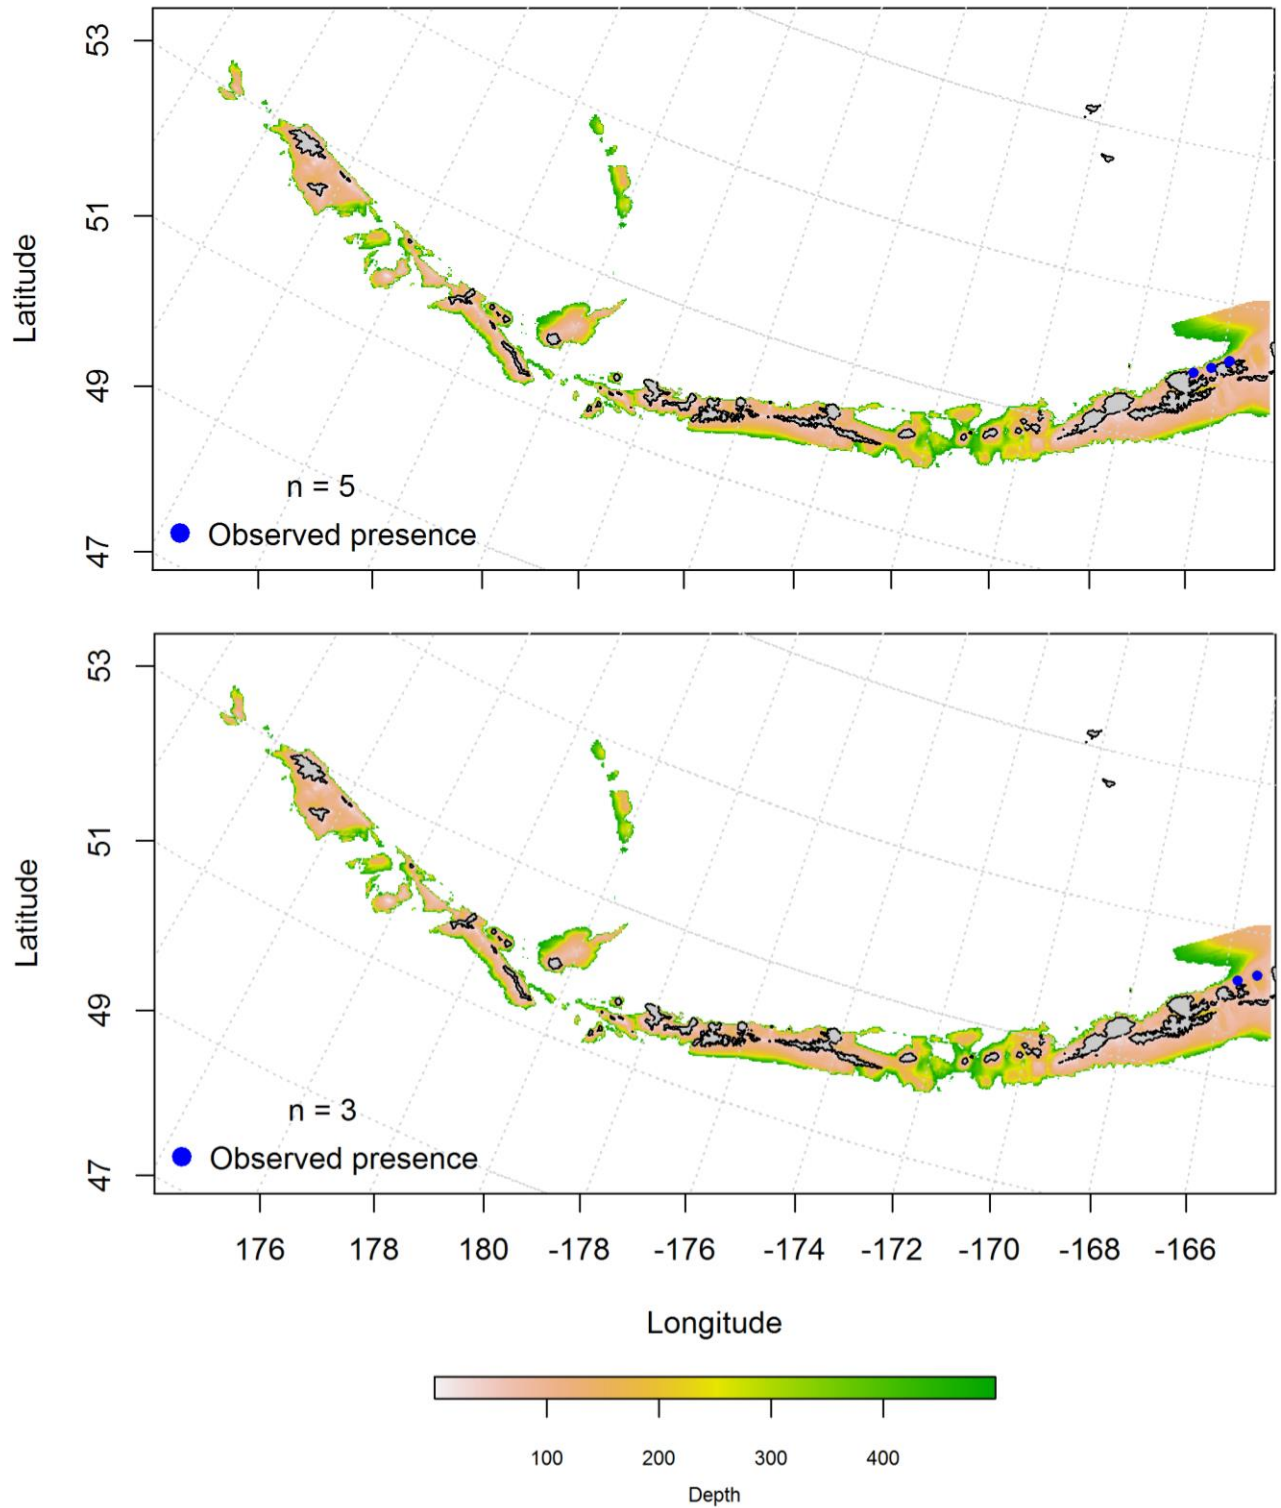 53
51
49
47
Latitude
n = 5
Observed presence
53
51
49
47
Latitude
n = 3
Observed presence
176 178 180 -178 -176 -174 -172 -170 -168 -166
Longitude
100 200 300 400
Depth